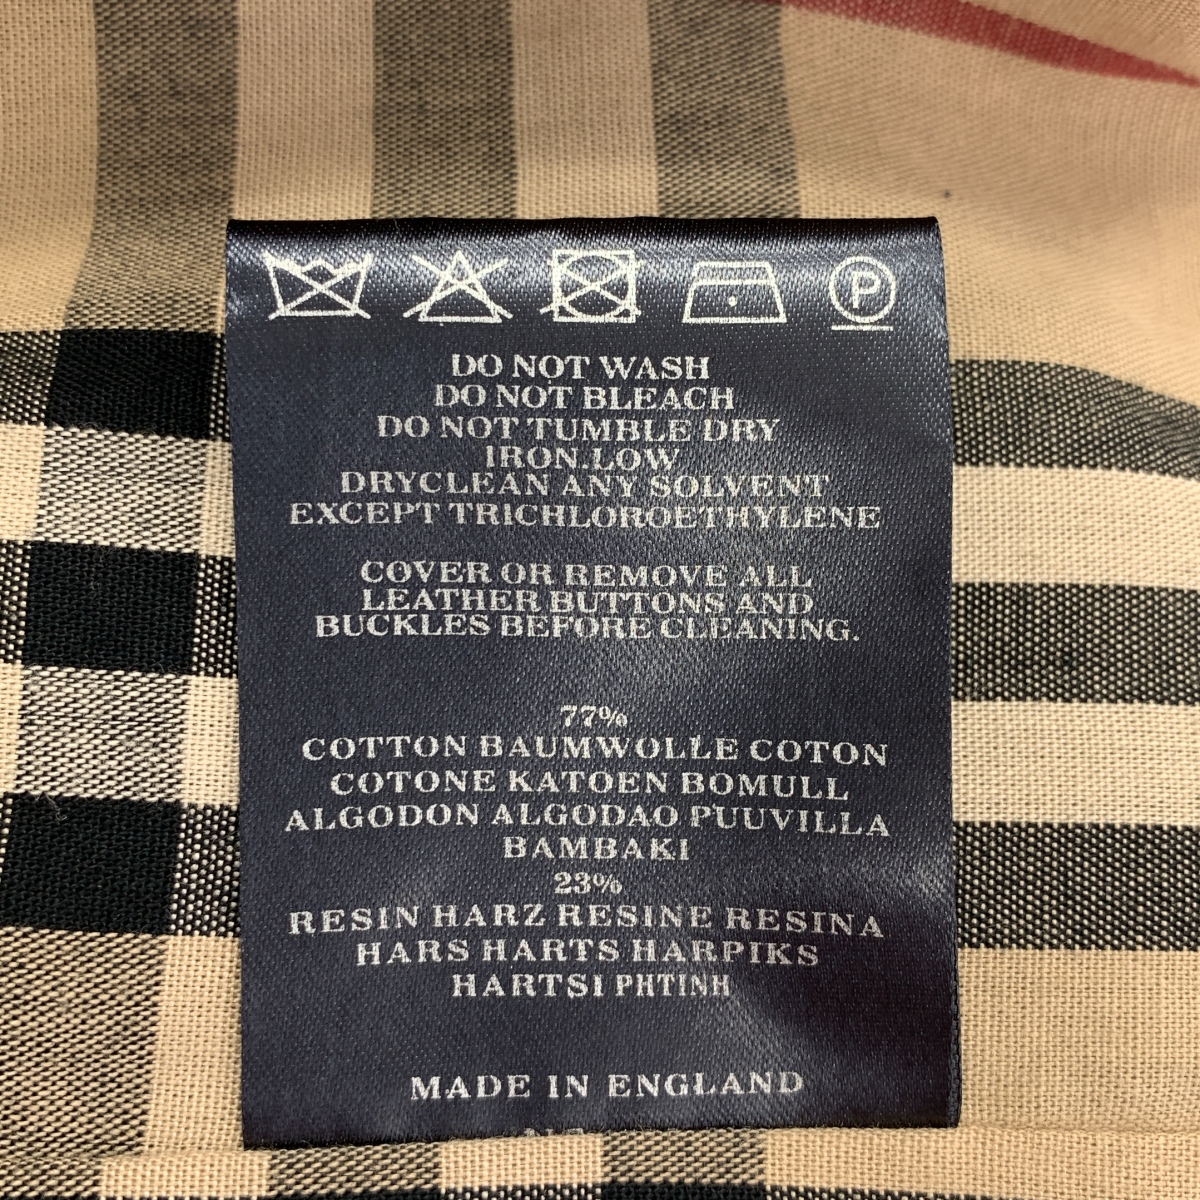 P
DO NOT WASH
DO NOT BLEACH
DO NOT TUMBLE DRY
IRON.LOW
DRYCLEAN ANY SOLVENT
EXCEPT TRICHLOROETHYLENE
COVER OR REMOVE ALL
LEATHER BUTTONS AND
BUCKLES BEFORE CLEANING.
77%
COTTON BAUMWOLLE COTON
COTONE KATOEN BOMULL
ALGODON ALGODAO PUUVILLA
BAMBAKI
23%
RESIN HARZ RESINE RESINA
HARS HARTS HARPIKS
HARTSI PHTINH
MADE IN ENGLAND